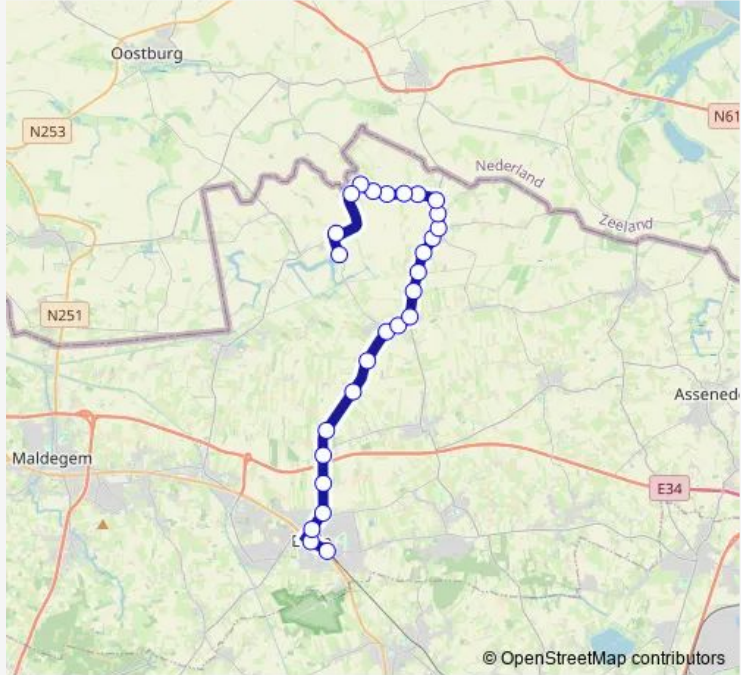 Oostburg
N61
N253
Nederland
Zeeland
N251
Assened
Maldegem
E34
© OpenStreetMap contributors